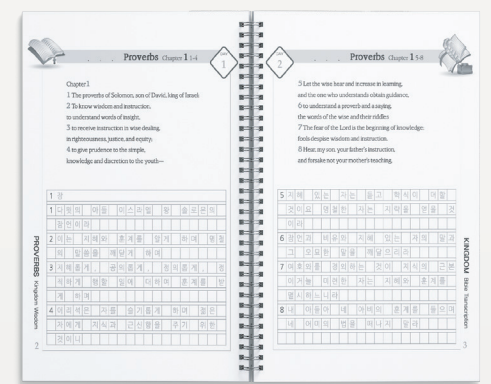 Proverbs Chapter 1 1-4
DAY
1
Chapter 1
1 The proverbs of Solomon, son of David, king of Israel:
2 To know wisdom and instruction,
to understand words of insight,
3 to receive instruction in wise dealing,
in righteousness, justice, and equity;
4 to give prudence to the simple,
knowledge and discretion to the youth—
1 장
1 다윗의 아들 이스라엘 왕 솔로몬의
잠언이라
2 이는 지혜와 훈계를 알게 하며 명철
의 말씀을 깨닫게 하며
3 지혜롭게, 공의롭게, 정의롭게, 정
직하게 행할 일에 대하여 훈계를 받
게 하며
4 어리석은 자를 슬기롭게 하며 젊은
자에게 지식과 근신함을 주기 위한
것이니
PROVERBS Kingdom Wisdom
2
DAY
2
Proverbs Chapter 1 5-8
5 Let the wise hear and increase in learning,
and the one who understands obtain guidance,
6 to understand a proverb and a saying,
the words of the wise and their riddles.
7 The fear of the Lord is the beginning of knowledge;
fools despise wisdom and instruction.
8 Hear, my son, your father's instruction,
and forsake not your mother's teaching,
5 지혜 있는 자는 듣고 학식이 더할
것이요 명철한 자는 지략을 얻을 것
이라
6 잠언과 비유와 지혜 있는 자의 말과
그 오묘한 말을 깨달으리라
7 여호와를 경외하는 것이 지식의 근본
이거늘 미련한 자는 지혜와 훈계를
멸시하느니라
8 내 아들아 네 아비의 훈계를 들으며
네 어미의 법을 떠나지 말라
KINGDOM Bible Transcription
3